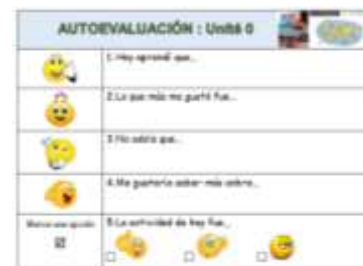 AUTOEVALUACIÓN : Unité 0
1. Hoy aprendí que...
2.Lo que más me gustó fue...
3.No sabía que...
4.Me gustaría saber más sobre...
Marca una opción
5.La actividad de hoy fue...